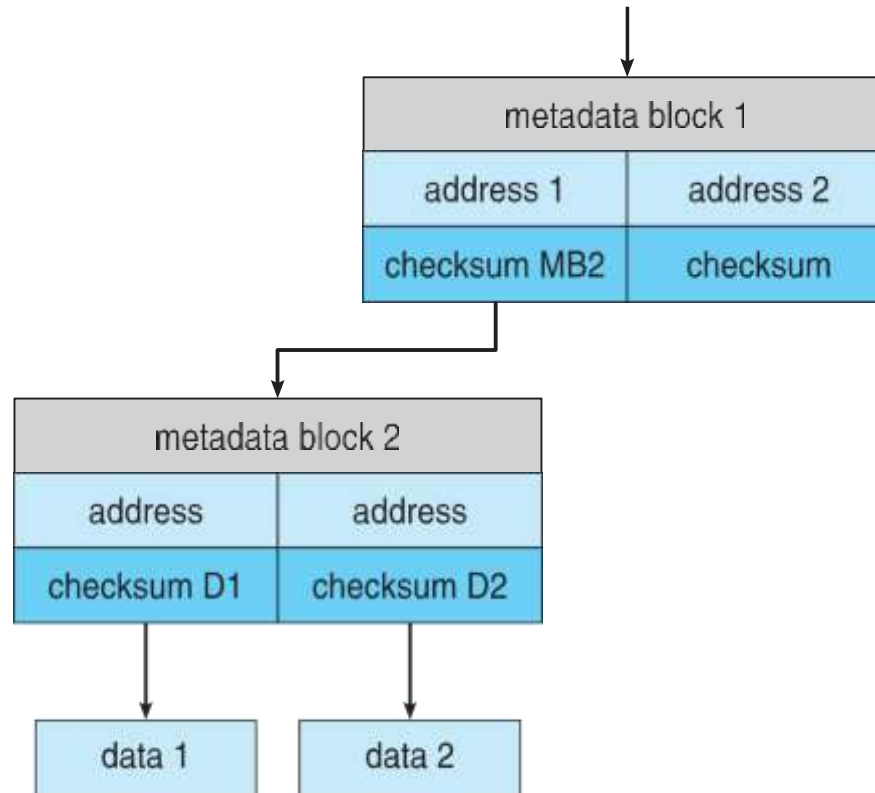 metadata block 1
address 1 address 2
checksum MB2 checksum
metadata block 2
address address
checksum D1 checksum D2
data 1 data 2